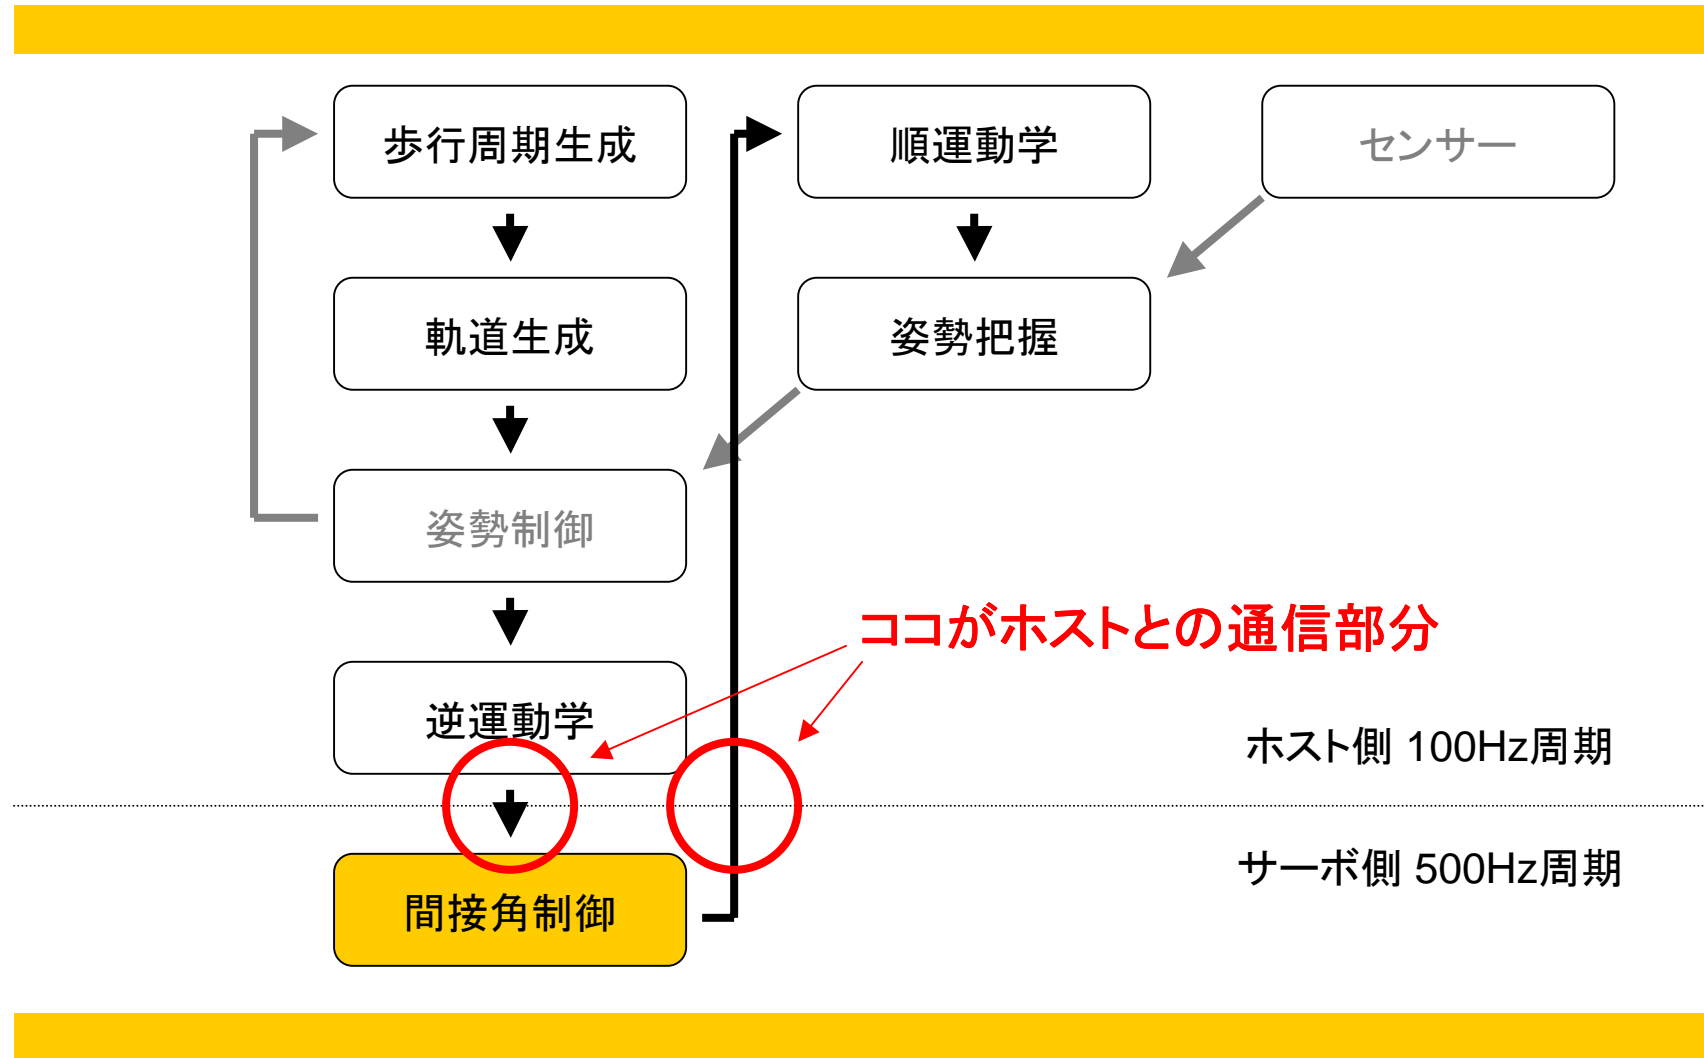 歩行周期生成
順運動学
センサー
軌道生成
姿勢把握
姿勢制御
ココがホストとの通信部分
逆運動学
ホスト側 100Hz周期
サーボ側 500Hz周期
間接角制御